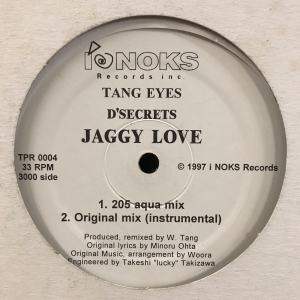 i NOKS
Records inc.
TANG EYES
D'SECRETS
JAGGY LOVE
TPR 0004
33 RPM
3000 side
℗ 1997 i NOKS Records
1. 205 aqua mix
2. Original mix (instrumental)
Produced, remixed by W. Tang
Original lyrics by Minoru Ohta
Original Music, arrangement by Woora
Engineered by Takeshi "lucky" Takizawa